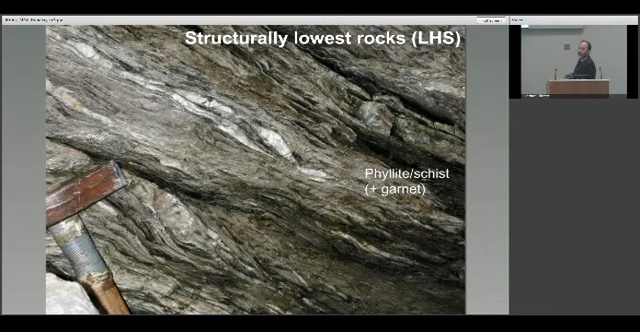 Structurally lowest rocks (LHS)
Phyllite/schist
(+ garnet)